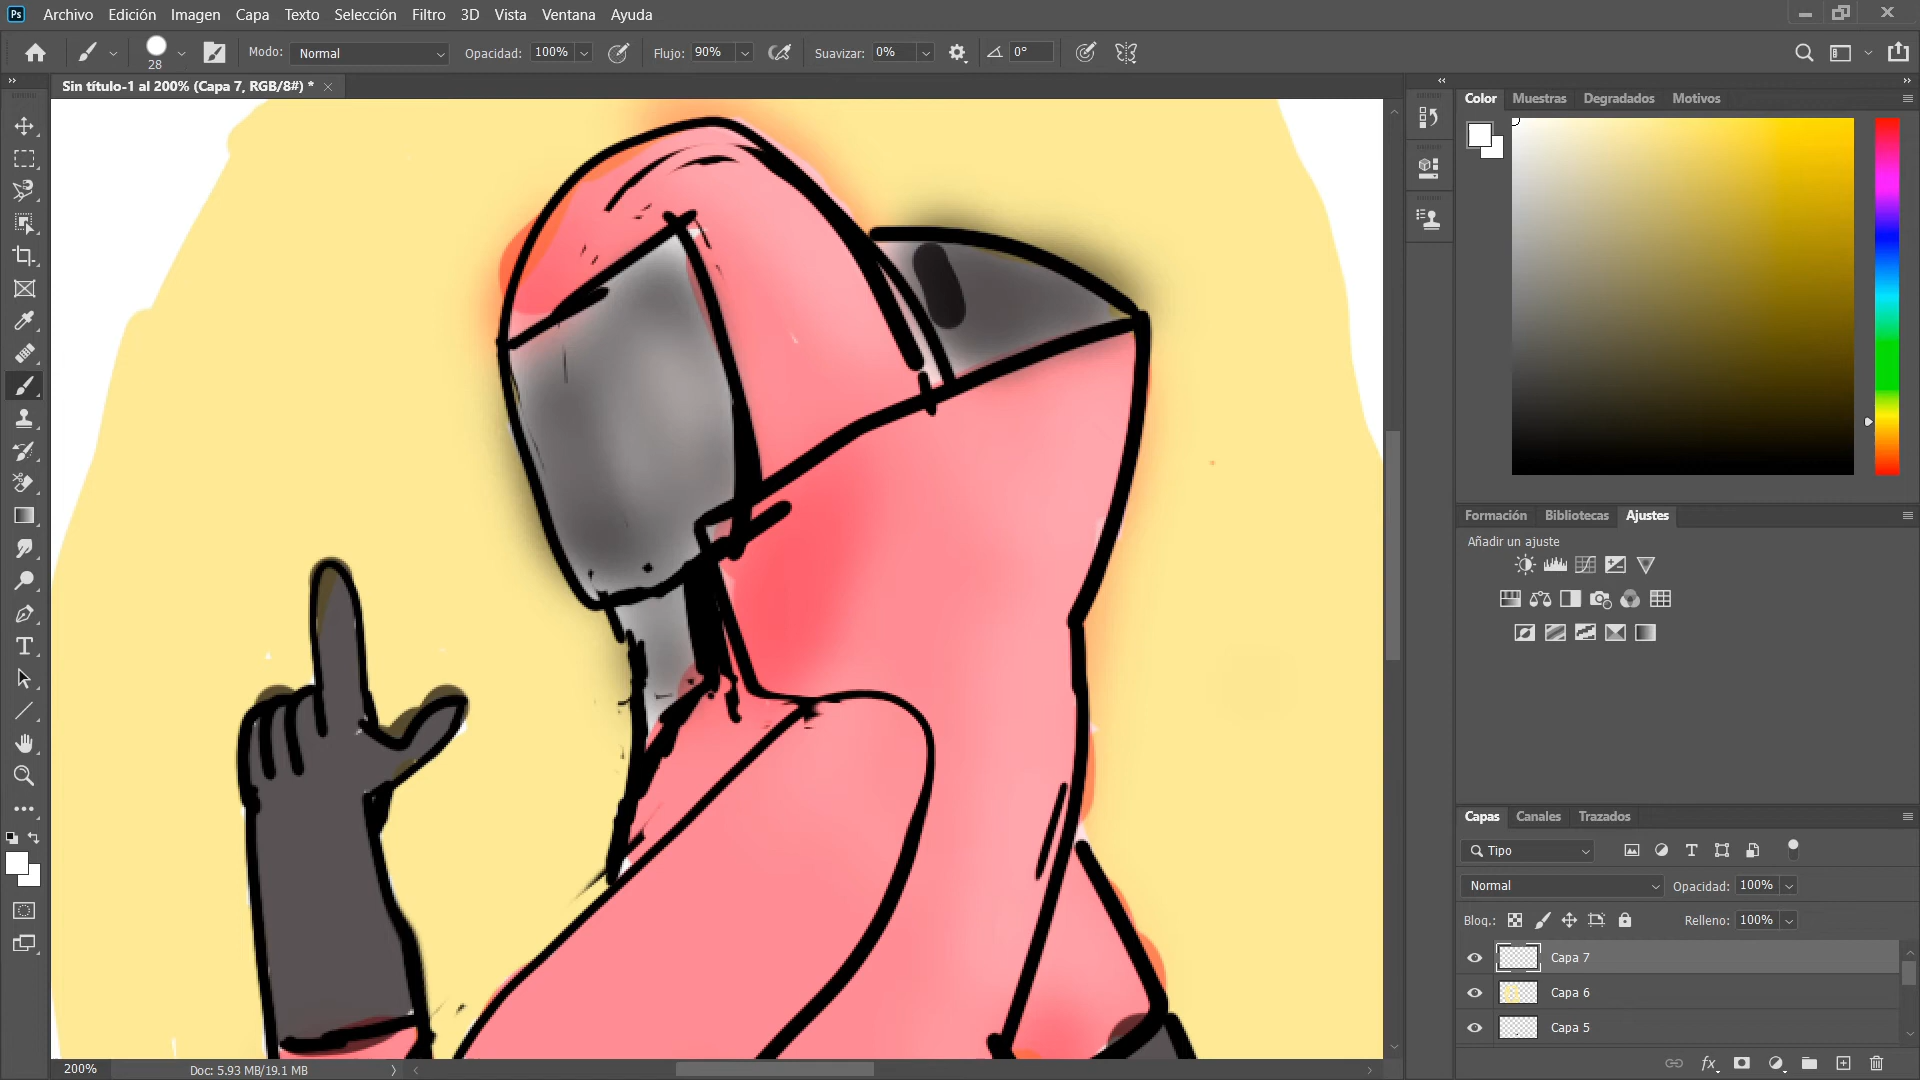 Ps Archivo Edición Imagen Capa Texto Selección Filtro 3D Vista Ventana Ayuda
28 Modo: Normal Opacidad: 100% Flujo: 90% Suavizar: 0% 0°
Sin título-1 al 200% (Capa 7, RGB/8#) *
Color Muestras Degradados Motivos
Formación Bibliotecas Ajustes
Añadir un ajuste
Capas Canales Trazados
Tipo
Normal Opacidad: 100%
Bloq.: Relleno: 100%
Capa 7
Capa 6
Capa 5
200% Doc: 5.93 MB/19.1 MB